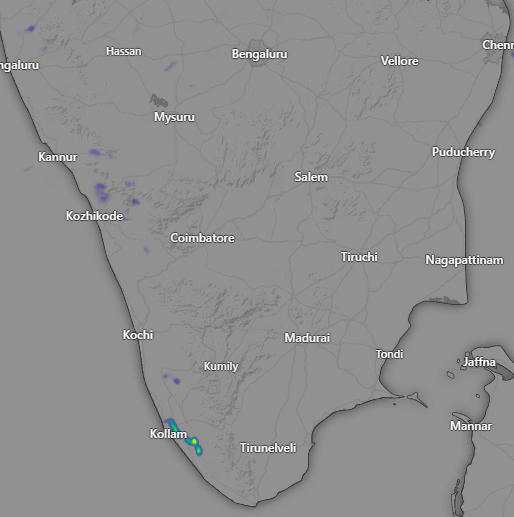 Hassan
Bengaluru
Chenn
ngaluru
Vellore
Mysuru
Kannur
Puducherry
Salem
Kozhikode
Coimbatore
Tiruchi
Nagapattinam
Kochi
Madurai
Kumily
Tondi
Jaffna
Kollam
Mannar
Tirunelveli